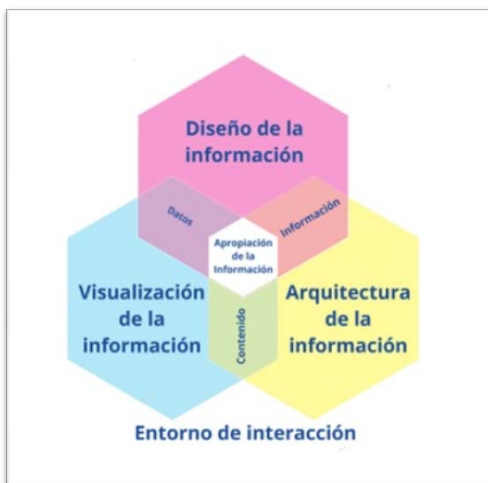 Diseño de la
información
Datos
Información
Apropiación
de la
Información
Visualización
de la
información
Contenido
Arquitectura
de la
información
Entorno de interacción